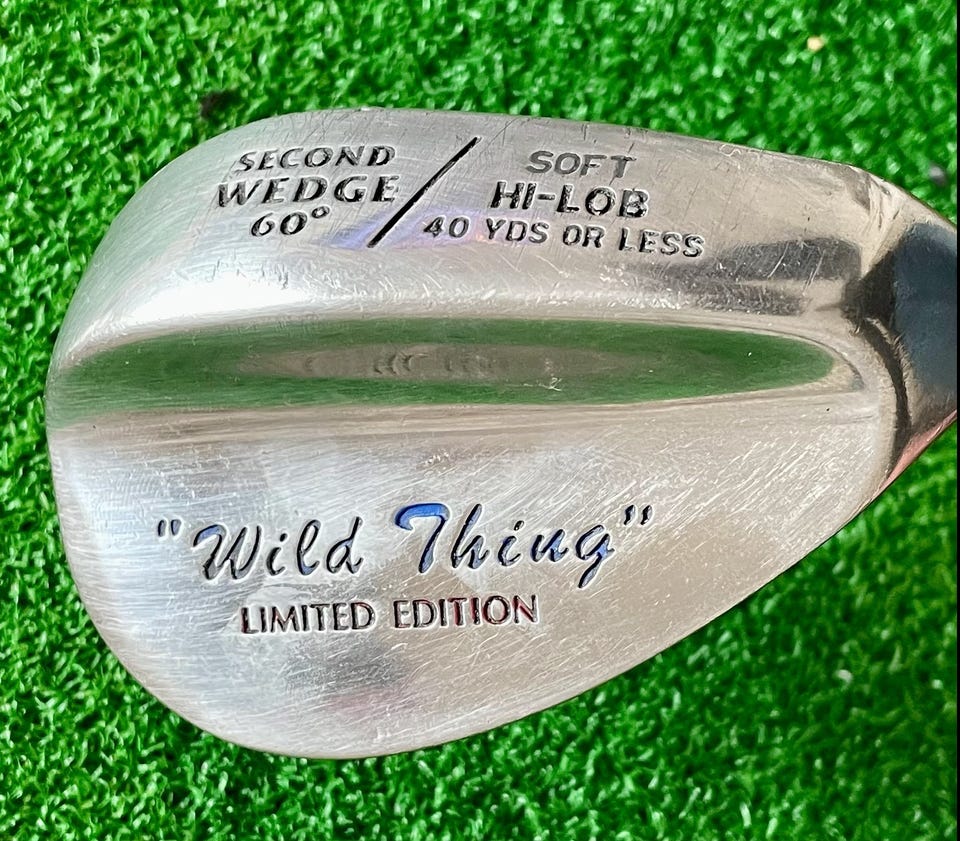 SECOND
WEDGE
60°
/
SOFT
HI-LOB
40 YDS OR LESS
"Wild Thing"
LIMITED EDITION